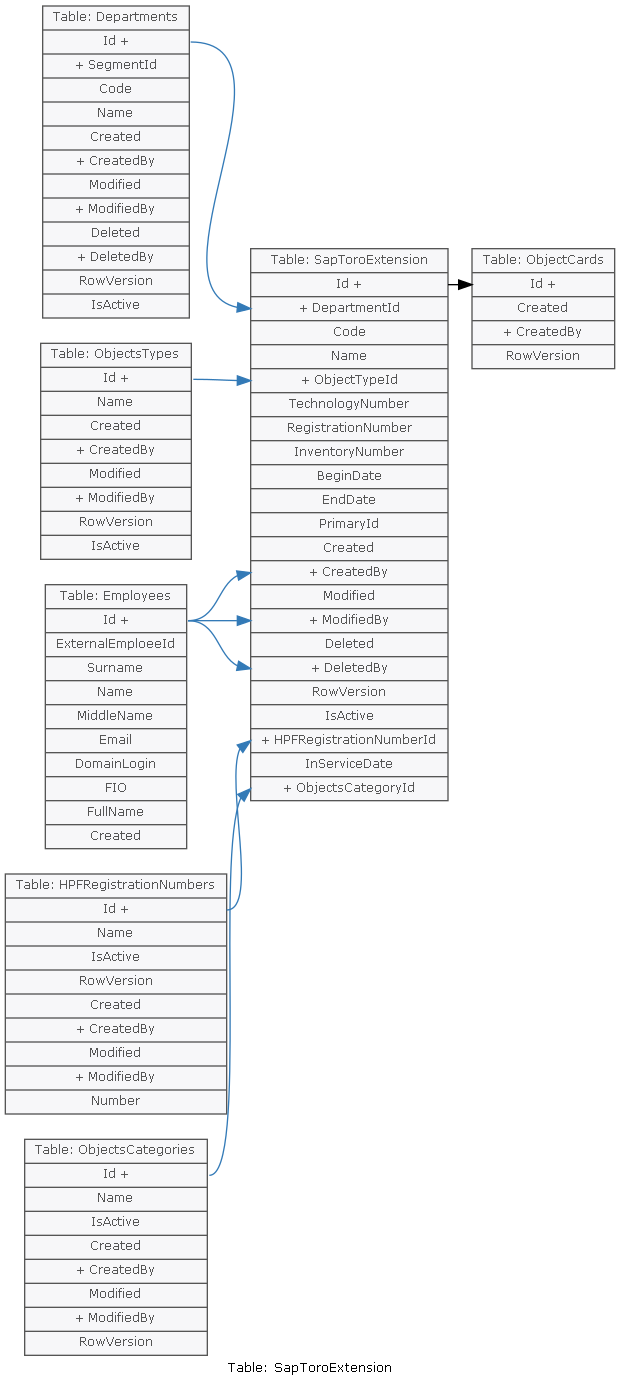 Table: Departments
Id +
+ SegmentId
Code
Name
Created
+ CreatedBy
Modified
+ ModifiedBy
Deleted
+ DeletedBy
RowVersion
IsActive
Table: ObjectsTypes
Id +
Name
Created
+ CreatedBy
Modified
+ ModifiedBy
RowVersion
IsActive
Table: Employees
Id +
ExternalEmploeeId
Surname
Name
MiddleName
Email
DomainLogin
FIO
FullName
Created
Table: HPFRegistrationNumbers
Id +
Name
IsActive
RowVersion
Created
+ CreatedBy
Modified
+ ModifiedBy
Number
Table: ObjectsCategories
Id +
Name
IsActive
Created
+ CreatedBy
Modified
+ ModifiedBy
RowVersion
Table: SapToroExtension
Id +
+ DepartmentId
Code
Name
+ ObjectTypeId
TechnologyNumber
RegistrationNumber
InventoryNumber
BeginDate
EndDate
PrimaryId
Created
+ CreatedBy
Modified
+ ModifiedBy
Deleted
+ DeletedBy
RowVersion
IsActive
+ HPFRegistrationNumberId
InServiceDate
+ ObjectsCategoryId
Table: ObjectCards
Id +
Created
+ CreatedBy
RowVersion
Table: SapToroExtension